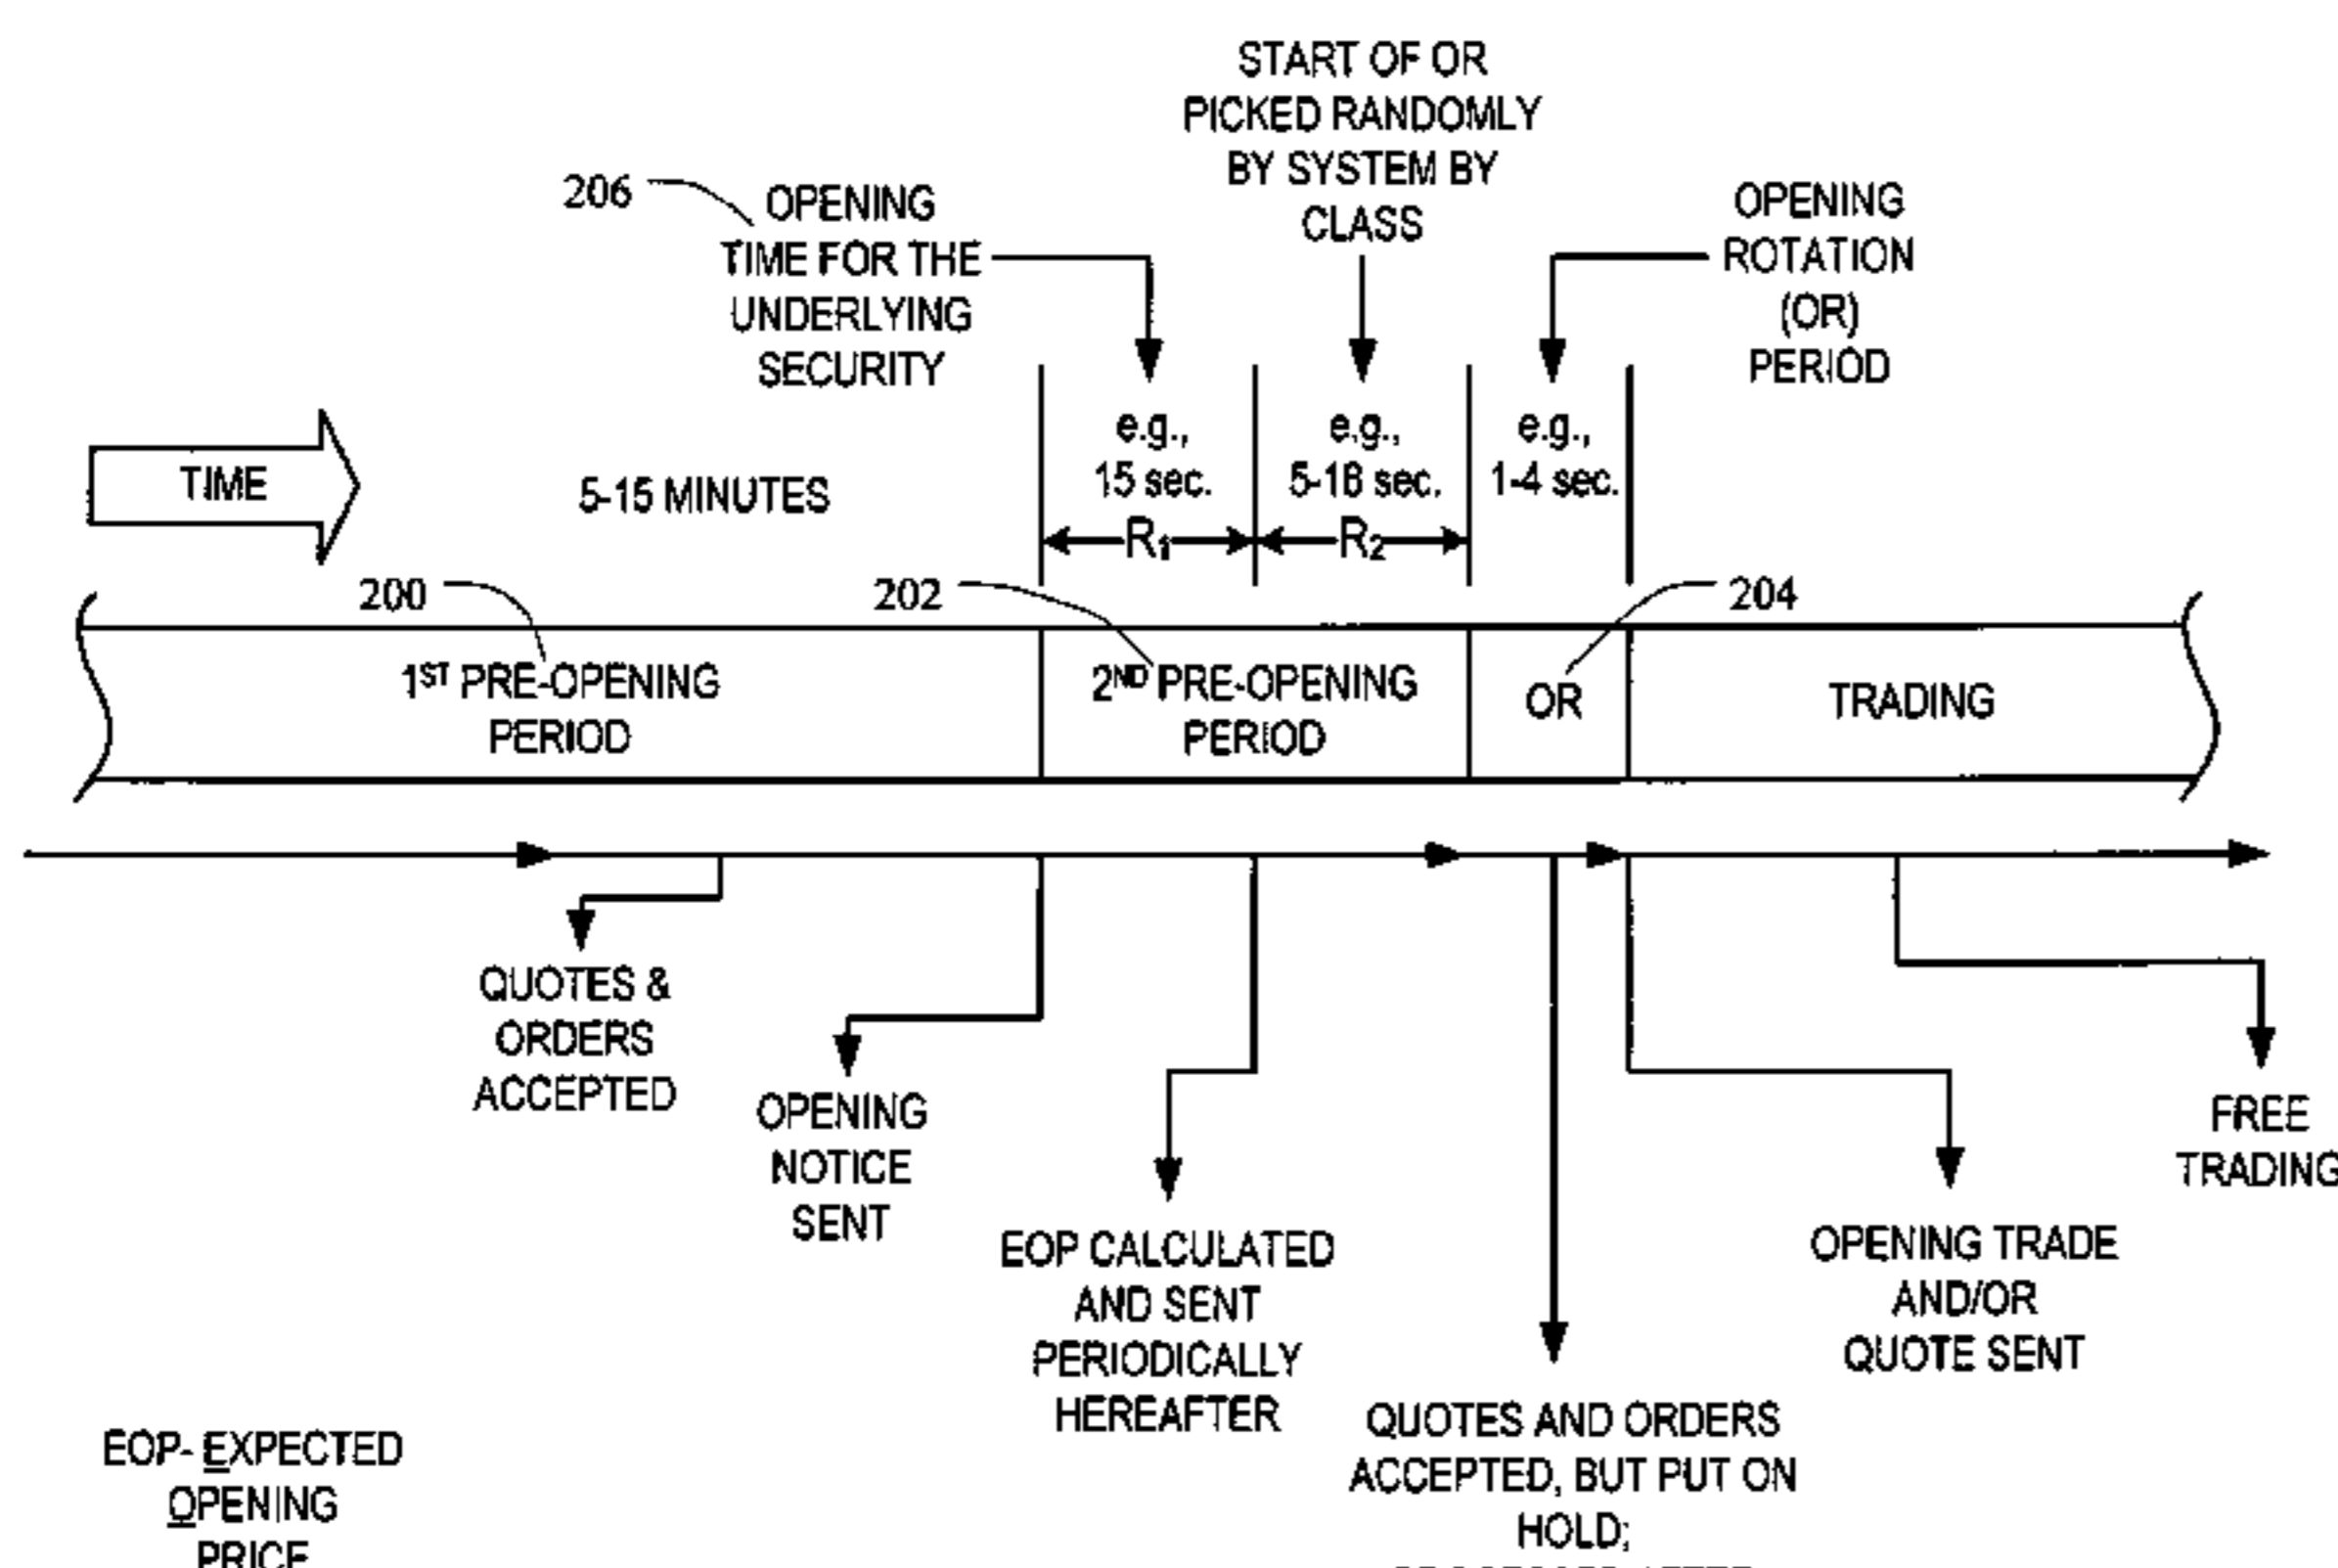 START OF OR
PICKED RANDOMLY
BY SYSTEM BY
CLASS
206
OPENING
TIME FOR THE
UNDERLYING
SECURITY
OPENING
ROTATION
(OR)
PERIOD
TIME
5-15 MINUTES
e.g.,
15 sec.
R1
e.g.,
5-18 sec.
R2
e.g.,
1-4 sec.
200
202
204
1ST PRE-OPENING
PERIOD
2ND PRE-OPENING
PERIOD
OR
TRADING
QUOTES &
ORDERS
ACCEPTED
OPENING
NOTICE
SENT
EOP CALCULATED
AND SENT
PERIODICALLY
HEREAFTER
QUOTES AND ORDERS
ACCEPTED, BUT PUT ON
HOLD;
OPENING TRADE
AND/OR
QUOTE SENT
FREE
TRADING
EOP- EXPECTED
OPENING
PRICE